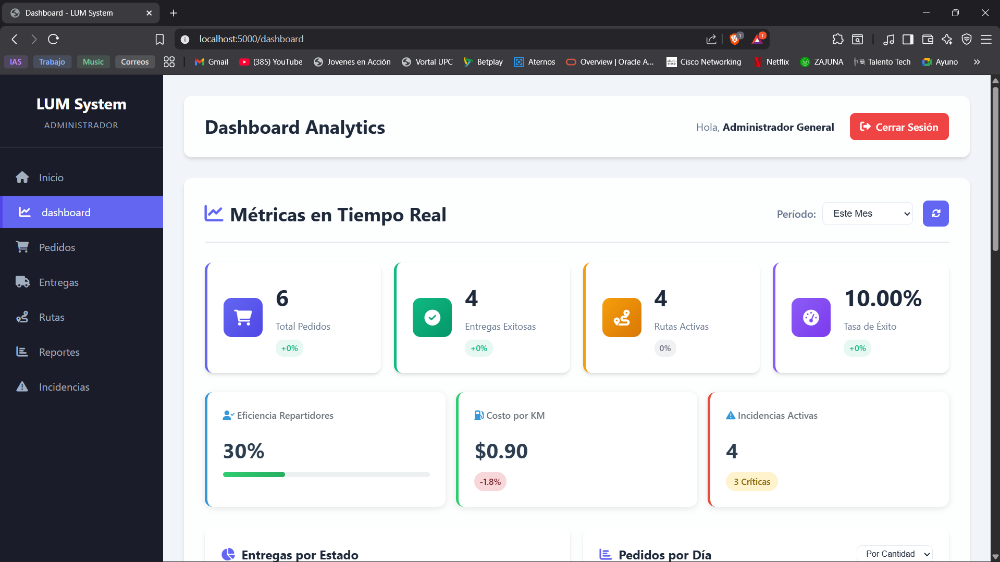 Dashboard - LUM System
localhost:5000/dashboard
1
1
IAS
Trabajo
Music
Correos
Gmail
(385) YouTube
Jovenes en Acción
Vortal UPC
Betplay
Aternos
Overview | Oracle A...
Cisco Networking
Netflix
ZAJUNA
Talento Tech
Ayuno
»
LUM System
ADMINISTRADOR
Inicio
dashboard
Pedidos
Entregas
Rutas
Reportes
Incidencias
Dashboard Analytics
Hola, Administrador General
Cerrar Sesión
Métricas en Tiempo Real
Período:
Este Mes
6
Total Pedidos
+0%
4
Entregas Exitosas
+0%
4
Rutas Activas
0%
10.00%
Tasa de Éxito
+0%
Eficiencia Repartidores
30%
Costo por KM
$0.90
-1.8%
Incidencias Activas
4
3 Críticas
Entregas por Estado
Pedidos por Día
Por Cantidad